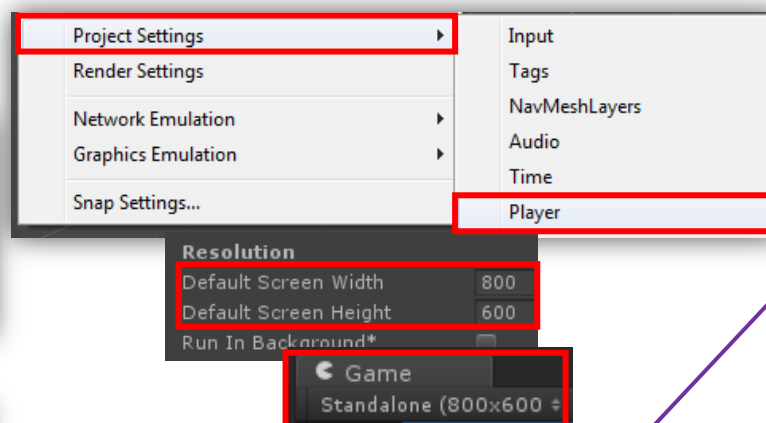 Project Settings
Render Settings
Network Emulation
Graphics Emulation
Snap Settings...
Input
Tags
NavMeshLayers
Audio
Time
Player
Resolution
Default Screen Width 800
Default Screen Height 600
Run In Background*
Game
Standalone (800x600